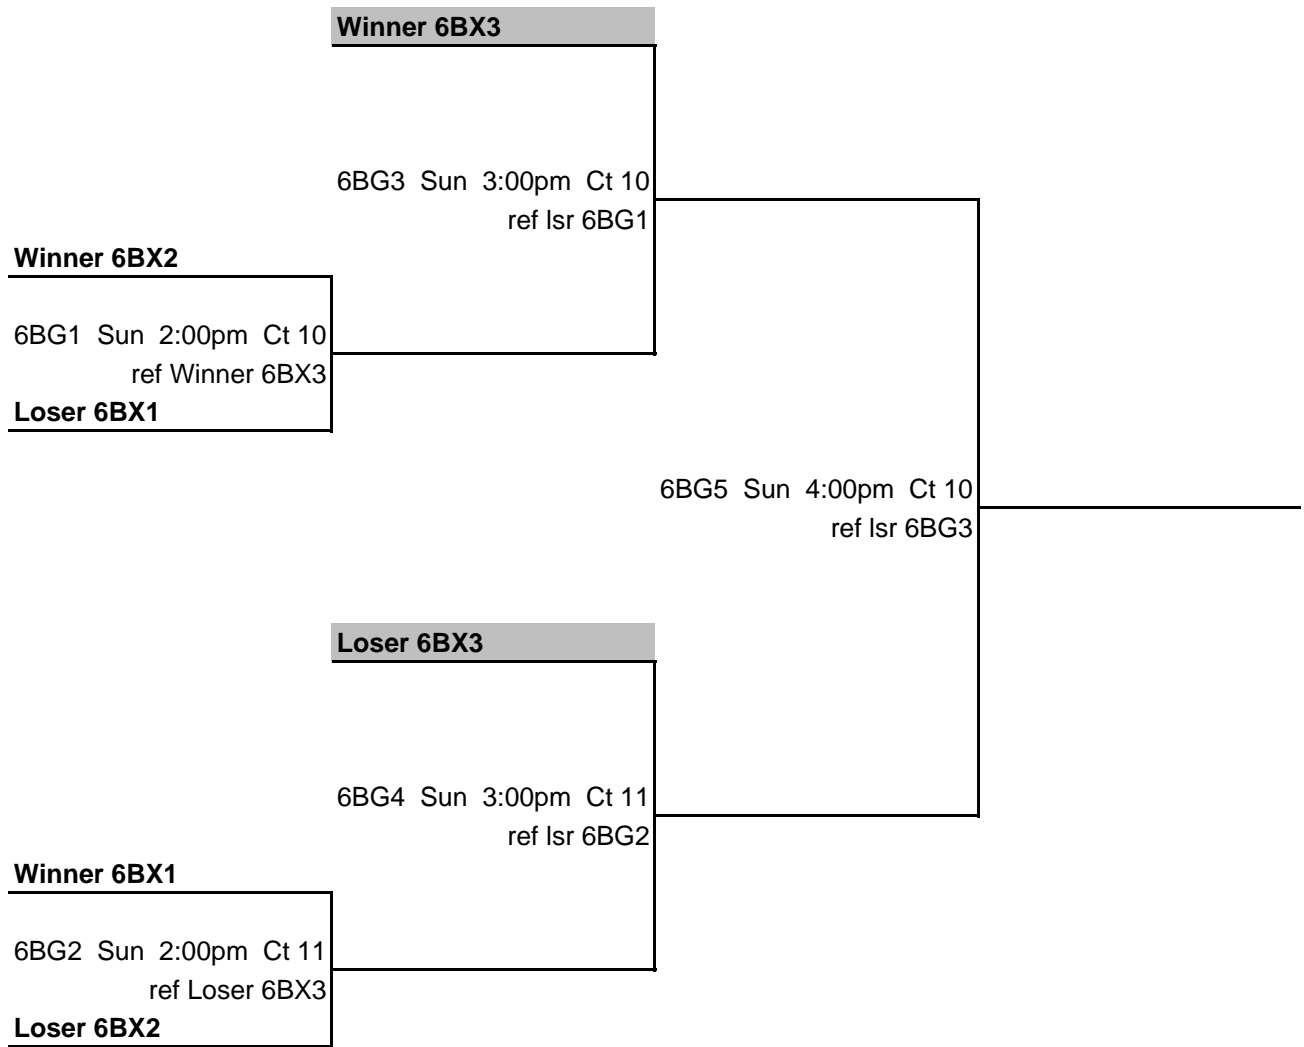 Winner 6BX3
6BG3 Sun 3:00pm Ct 10
ref lsr 6BG1
Winner 6BX2
6BG1 Sun 2:00pm Ct 10
ref Winner 6BX3
Loser 6BX1
6BG5 Sun 4:00pm Ct 10
ref lsr 6BG3
Loser 6BX3
6BG4 Sun 3:00pm Ct 11
ref lsr 6BG2
Winner 6BX1
6BG2 Sun 2:00pm Ct 11
ref Loser 6BX3
Loser 6BX2